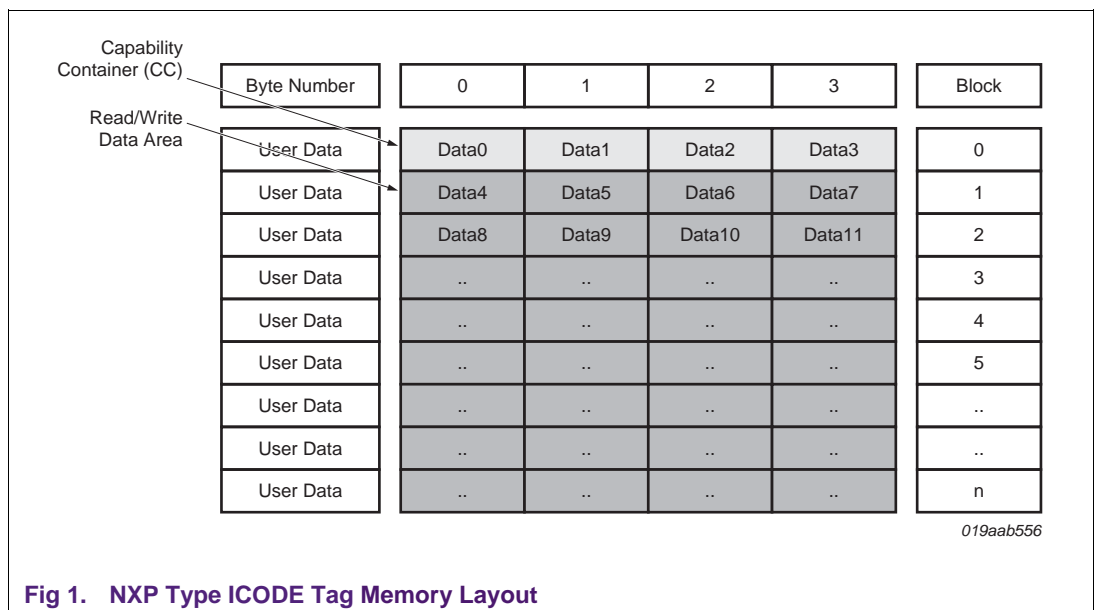 Capability
Container (CC)
Read/Write
Data Area
Byte Number 0 1 2 3 Block
User Data Data0 Data1 Data2 Data3 0
User Data Data4 Data5 Data6 Data7 1
User Data Data8 Data9 Data10 Data11 2
User Data .. .. .. .. 3
User Data .. .. .. .. 4
User Data .. .. .. .. 5
User Data .. .. .. .. ..
User Data .. .. .. .. ..
User Data .. .. .. .. n
019aab556
Fig 1. NXP Type ICODE Tag Memory Layout